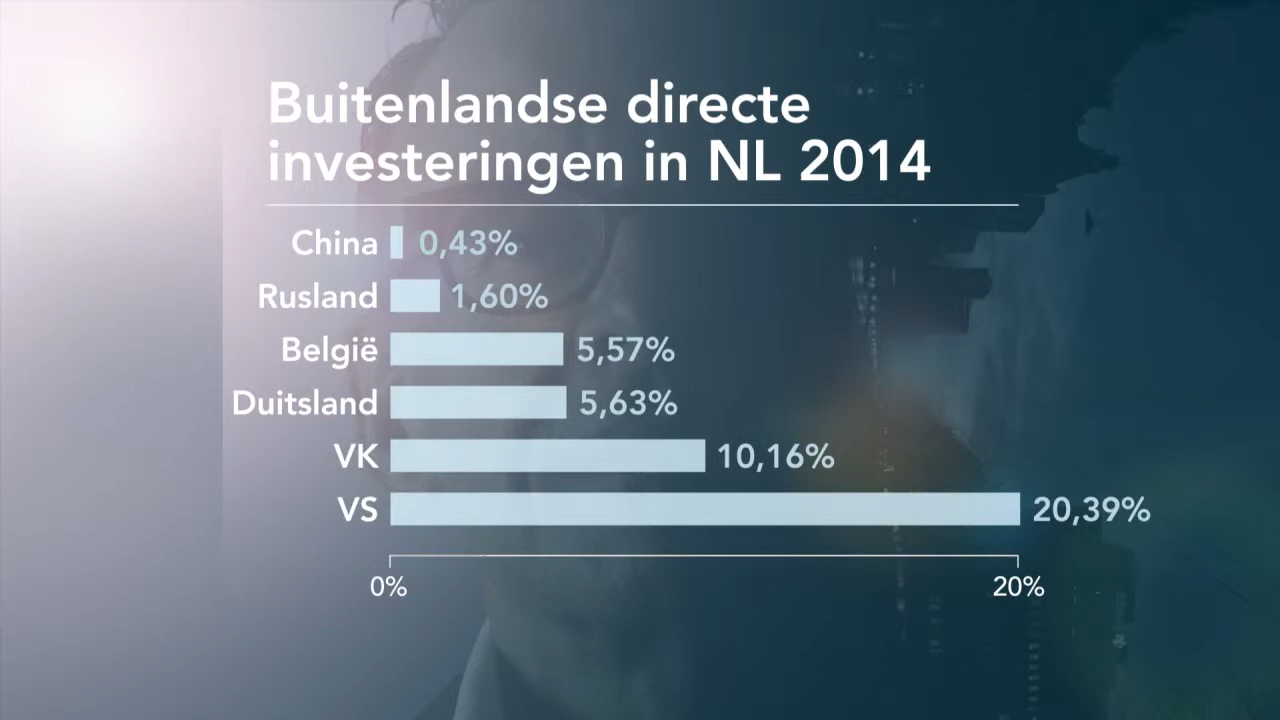 Buitenlandse directe
investeringen in NL 2014
China 0,43%
Rusland 1,60%
België 5,57%
Duitsland 5,63%
VK 10,16%
VS 20,39%
0% 20%